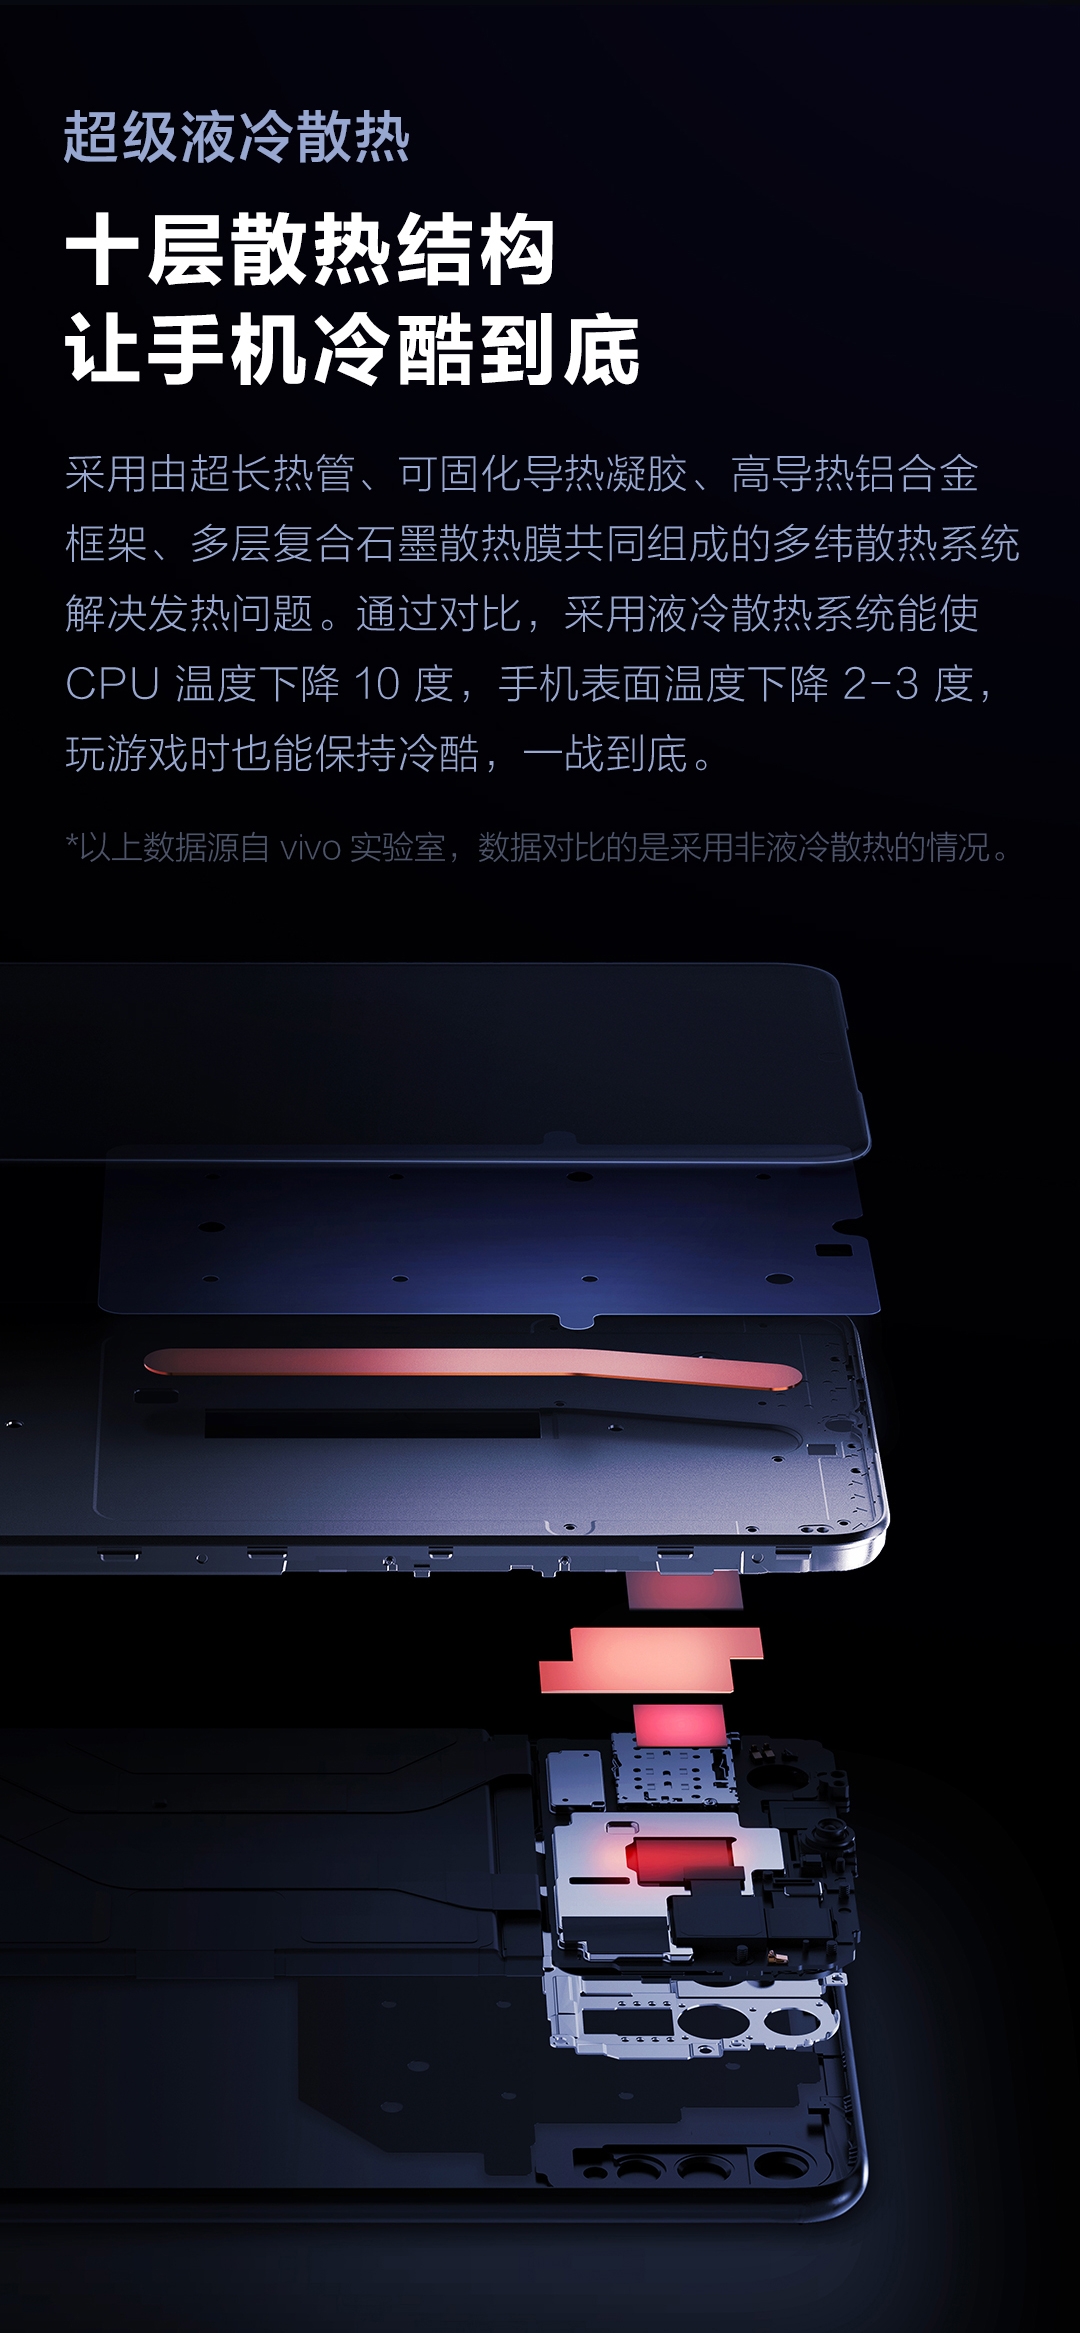 超级液冷散热
十层散热结构
让手机冷酷到底
采用由超长热管、可固化导热凝胶、高导热铝合金
框架、多层复合石墨散热膜共同组成的多纬散热系统
解决发热问题。通过对比，采用液冷散热系统能使
CPU 温度下降 10 度，手机表面温度下降 2-3 度，
玩游戏时也能保持冷酷，一战到底。
*以上数据源自 vivo 实验室，数据对比的是采用非液冷散热的情况。